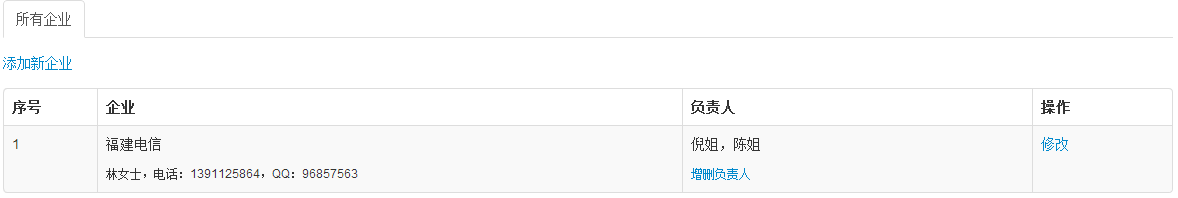 所有企业
添加新企业
序号 企业 负责人 操作
1 福建电信 倪姐，陈姐 修改
林女士，电话：1391125864，QQ：96857563 增删负责人